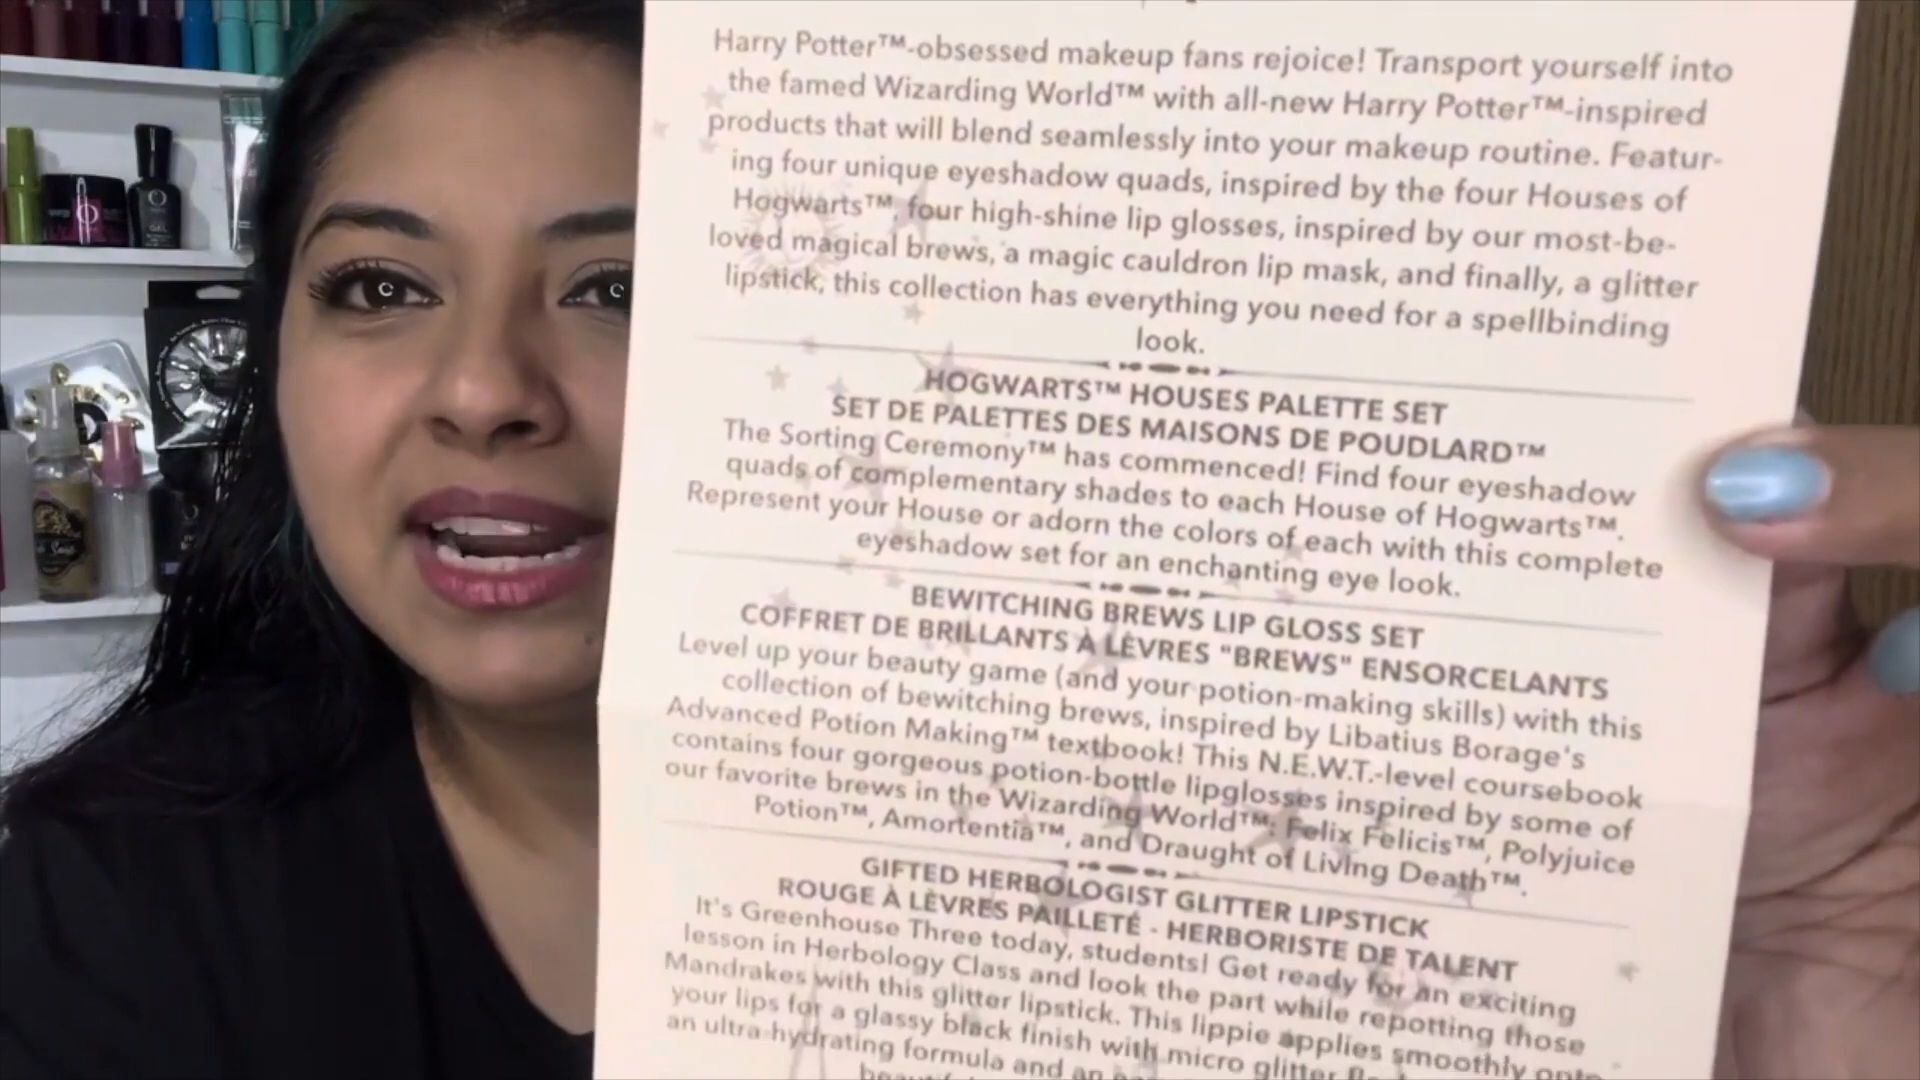 Harry Potter™-obsessed makeup fans rejoice! Transport yourself into
the famed Wizarding World™ with all-new Harry Potter™-inspired
products that will blend seamlessly into your makeup routine. Featur-
ing four unique eyeshadow quads, inspired by the four Houses of
Hogwarts™, four high-shine lip glosses, inspired by our most-be-
loved magical brews, a magic cauldron lip mask, and finally, a glitter
lipstick, this collection has everything you need for a spellbinding
look.
HOGWARTS™ HOUSES PALETTE SET
SET DE PALETTES DES MAISONS DE POUDLARD™
The Sorting Ceremony™ has commenced! Find four eyeshadow
quads of complementary shades to each House of Hogwarts™.
Represent your House or adorn the colors of each with this complete
eyeshadow set for an enchanting eye look.
BEWITCHING BREWS LIP GLOSS SET
COFFRET DE BRILLANTS À LÈVRES "BREWS" ENSORCELANTS
Level up your beauty game (and your potion-making skills) with this
collection of bewitching brews, inspired by Libatius Borage's
Advanced Potion Making™ textbook! This N.E.W.T.-level coursebook
contains four gorgeous potion-bottle lipglosses inspired by some of
our favorite brews in the Wizarding World™: Felix Felicis™, Polyjuice
Potion™, Amortentia™, and Draught of Living Death™.
GIFTED HERBOLOGIST GLITTER LIPSTICK
ROUGE À LÈVRES PAILLETÉ - HERBORISTE DE TALENT
It's Greenhouse Three today, students! Get ready for an exciting
lesson in Herbology Class and look the part while repotting those
Mandrakes with this glitter lipstick. This lippie applies smoothly onto
your lips for a glassy black finish with micro glitter
an ultra-hydrating formula and an